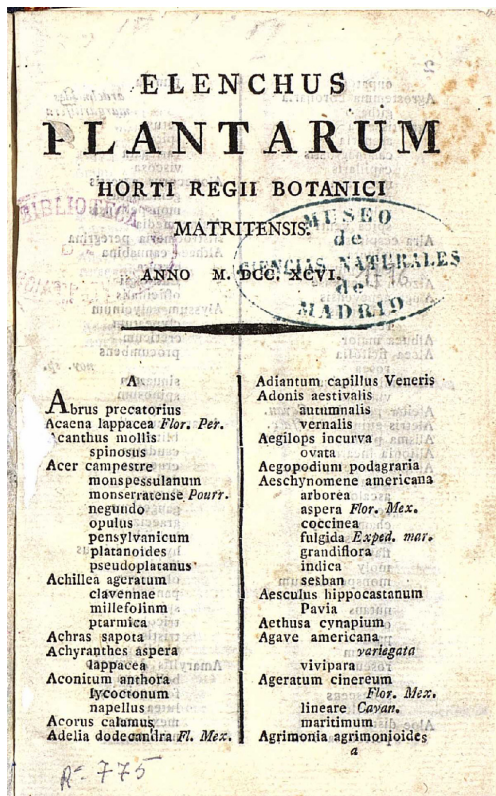 ELENCHUS
PLANTARUM
HORTI REGII BOTANICI
MATRITENSIS.
ANNO M. DCC. XCVI.
BIBLIOTECA
MUSEO
de
CIENCIAS NATURALES
de
MADRID
A
Abrus precatorius
Acaena lappacea Flor. Per.
canthus mollis
spinosus
Acer campestre
monspessulanum
monserratense Pourr.
negundo
opulus
pensylvanicum
platanoides
pseudoplatanus
Achillea ageratum
clavennae
millefolinm
ptarmica
Achras sapota
Achyranthes aspera
lappacea
Aconitum anthora
lycoctonum
napellus
Acorus calamus
Adelia dodecandra Fl. Mex.
Adiantum capillus Veneris
Adonis aestivalis
autumnalis
vernalis
Aegilops incurva
ovata
Aegopodium podagraria
Aeschynomene americana
arborea
aspera Flor. Mex.
coccinea
fulgida Exped. mar.
grandiflora
indica
sesban
Aesculus hippocastanum
Pavia
Aethusa cynapium
Agave americana
variegata
vivipara
Ageratum cinereum
Flor. Mex.
lineare Cavan.
maritimum
Agrimonia agrimonioides
a
R= 775